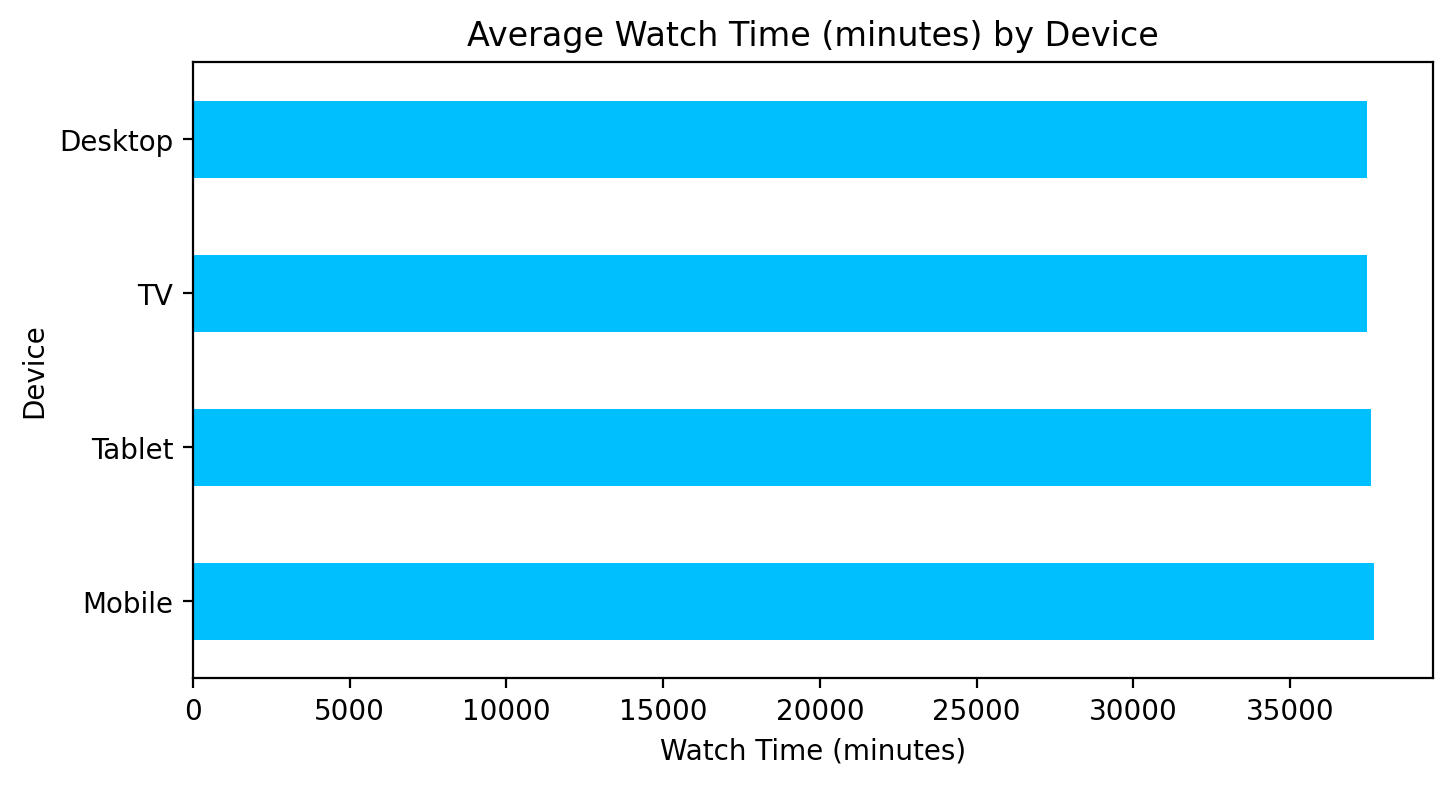 Average Watch Time (minutes) by Device
Desktop
TV
Tablet
Mobile
Device
0 5000 10000 15000 20000 25000 30000 35000
Watch Time (minutes)